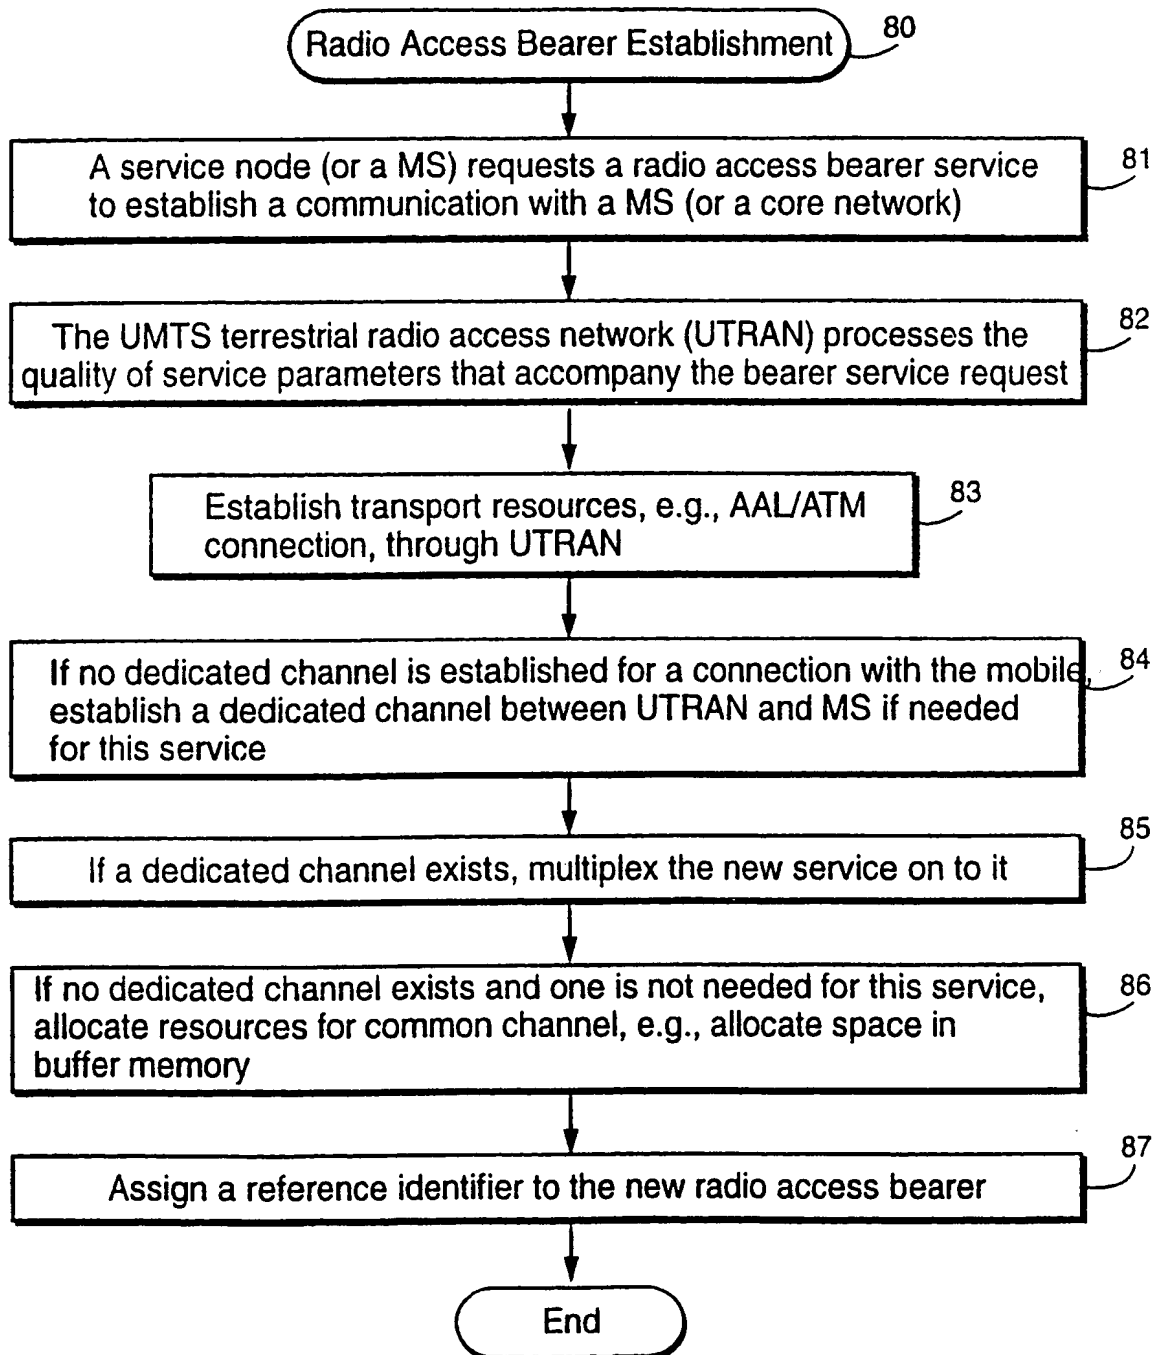 Radio Access Bearer Establishment
80
A service node (or a MS) requests a radio access bearer service
to establish a communication with a MS (or a core network)
81
The UMTS terrestrial radio access network (UTRAN) processes the
quality of service parameters that accompany the bearer service request
82
Establish transport resources, e.g., AAL/ATM
connection, through UTRAN
83
If no dedicated channel is established for a connection with the mobile,
establish a dedicated channel between UTRAN and MS if needed
for this service
84
If a dedicated channel exists, multiplex the new service on to it
85
If no dedicated channel exists and one is not needed for this service,
allocate resources for common channel, e.g., allocate space in
buffer memory
86
Assign a reference identifier to the new radio access bearer
87
End